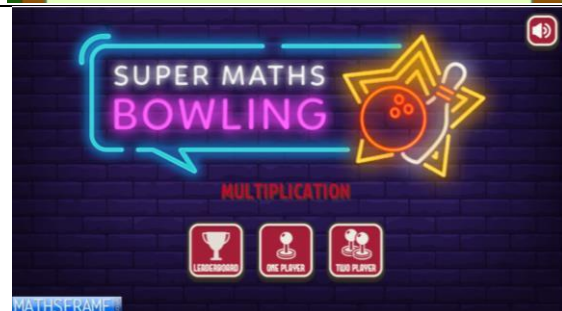 SUPER MATHS
BOWLING
MULTIPLICATION
LEADERBOARD
ONE PLAYER
TWO PLAYER
MATHSFRAME